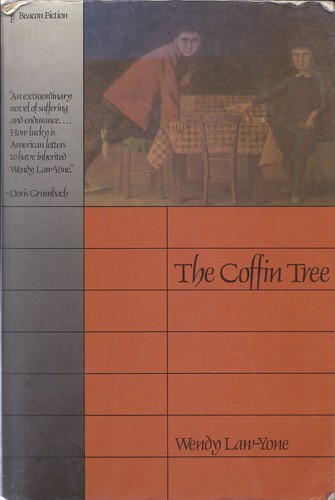 Beacon Fiction
"An extraordinary
novel of suffering
and endurance....
How lucky is
American letters
to have inherited
Wendy Law-Yone."
—Doris Grumbach
The Coffin Tree
Wendy Law-Yone